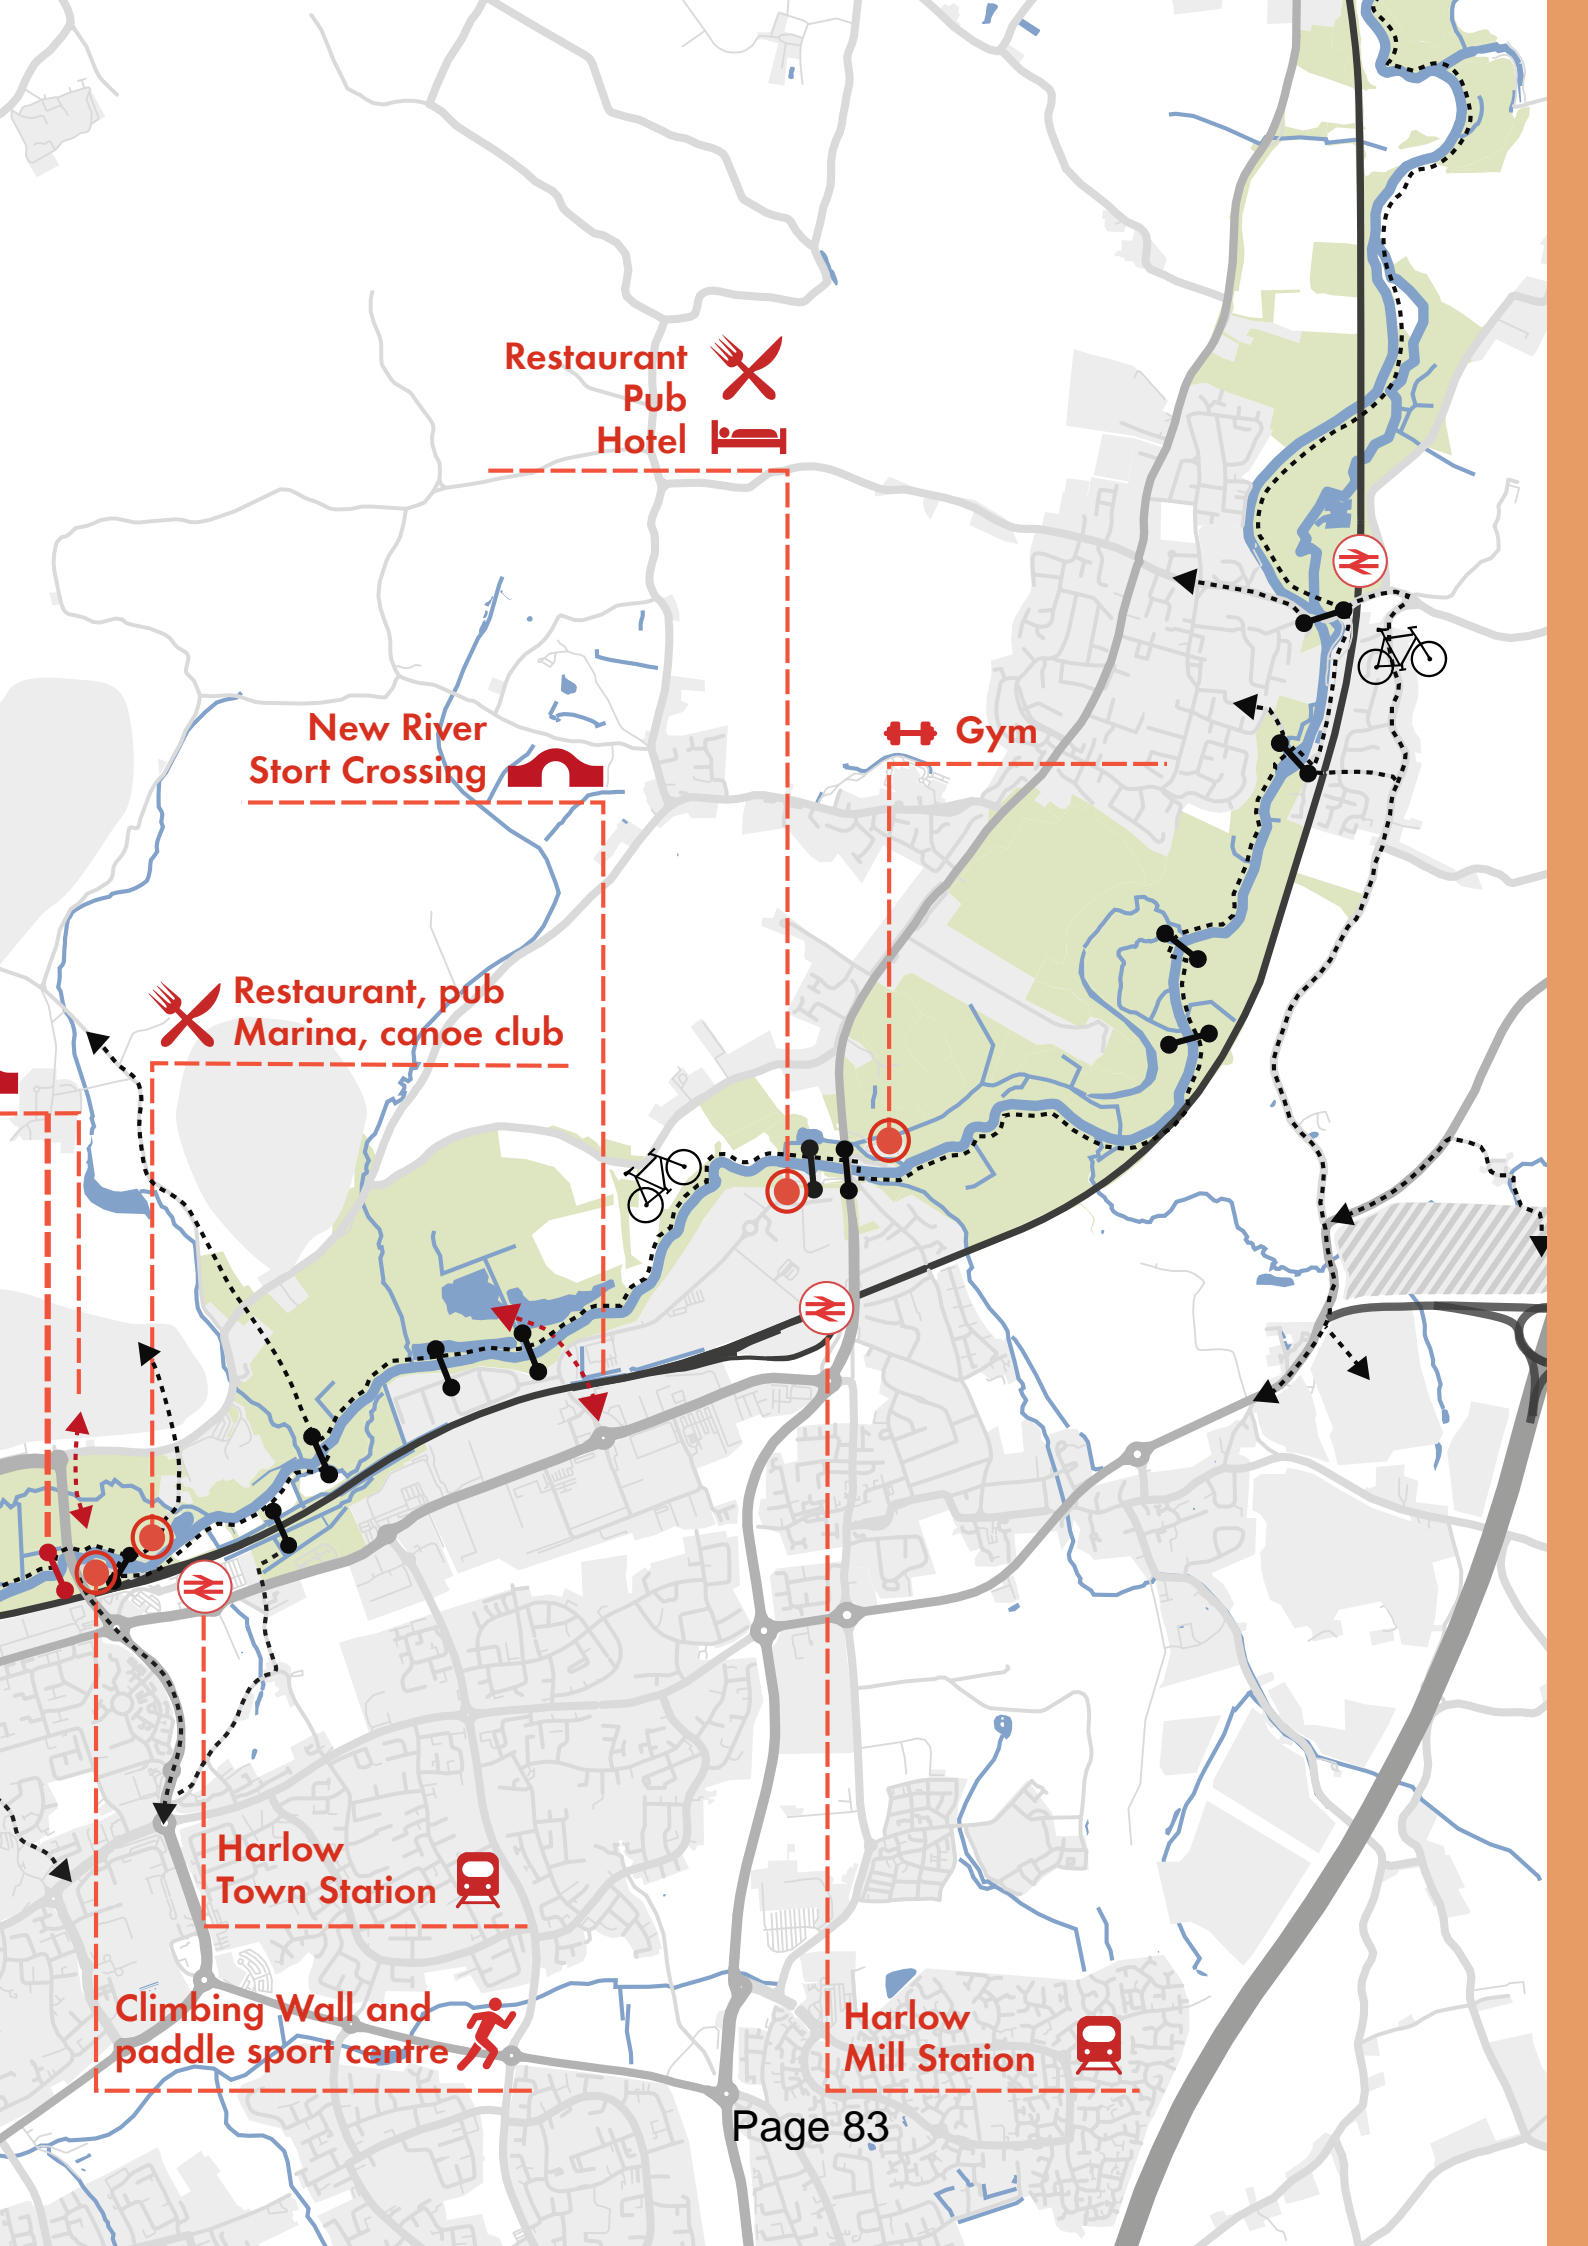 Restaurant
Pub
Hotel
New River
Stort Crossing
Gym
Restaurant, pub
Marina, canoe club
Harlow
Town Station
Climbing Wall and
paddle sport centre
Harlow
Mill Station
Page 83